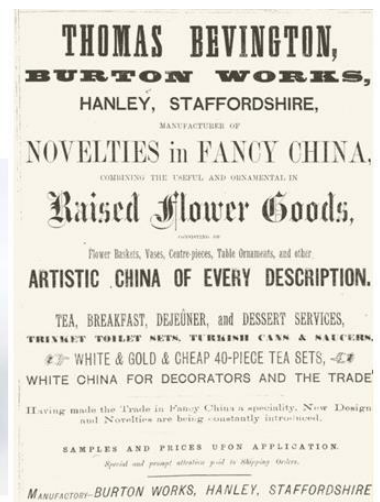 THOMAS BEVINGTON,
BURTON WORKS,
HANLEY, STAFFORDSHIRE,
MANUFACTURER OF
NOVELTIES in FANCY CHINA,
COMBINING THE USEFUL AND ORNAMENTAL IN
Raised Flower Goods,
CONSISTING OF
Flower Baskets, Vases, Centre-pieces, Table Ornaments, and other
ARTISTIC CHINA OF EVERY DESCRIPTION.
TEA, BREAKFAST, DEJEÛNER, and DESSERT SERVICES,
TRINKET TOILET SETS, TURKISH CANS & SAUCERS,
WHITE & GOLD & CHEAP 40-PIECE TEA SETS,
WHITE CHINA FOR DECORATORS AND THE TRADE
Having made the Trade in Fancy China a speciality, New Design
and Novelties are being constantly introduced.
SAMPLES AND PRICES UPON APPLICATION.
Special and prompt attention paid to Shipping Orders.
MANUFACTORY—BURTON WORKS, HANLEY, STAFFORDSHIRE